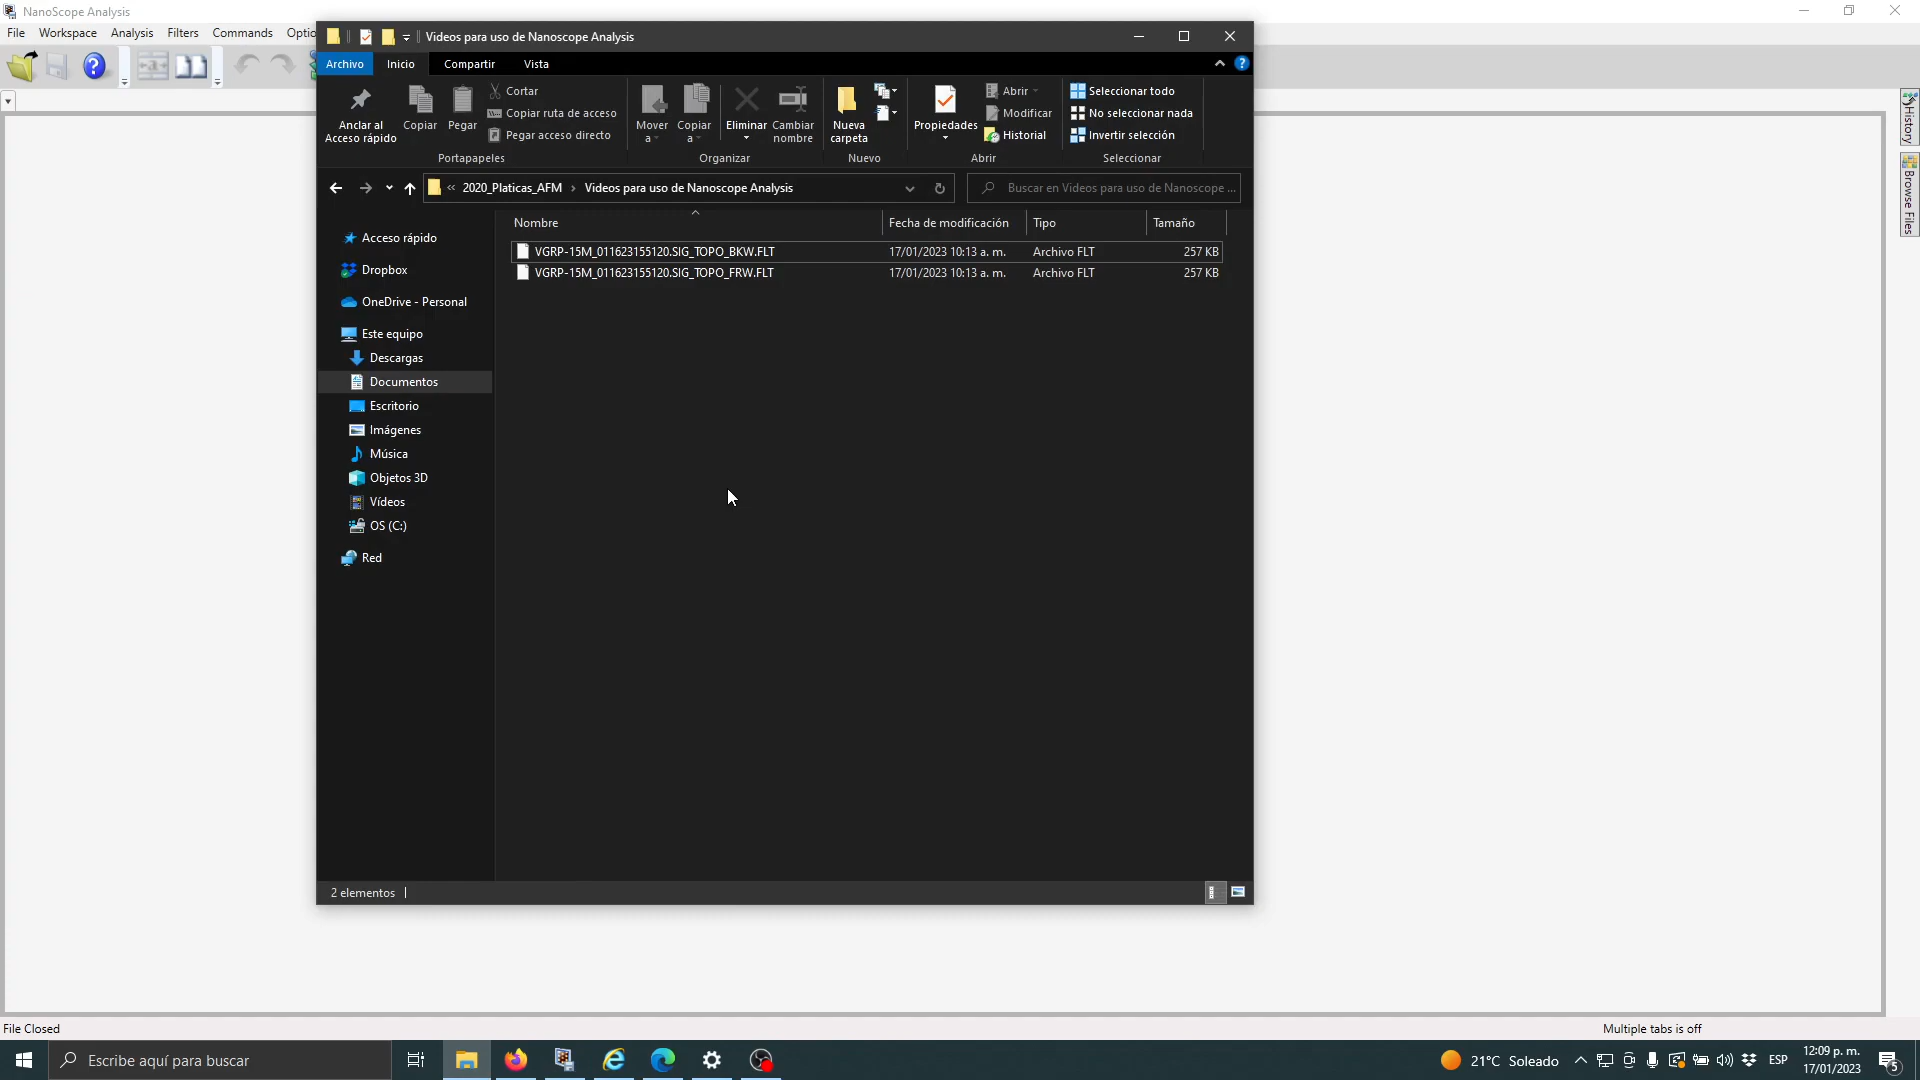 NanoScope Analysis
File Workspace Analysis Filters Commands Optio
Videos para uso de Nanoscope Analysis
Archivo Inicio Compartir Vista
Anclar al
Acceso rápido
Copiar
Pegar
Cortar
Copiar ruta de acceso
Pegar acceso directo
Mover
a
Copiar
a
Eliminar
Cambiar
nombre
Nueva
carpeta
Propiedades
Abrir
Modificar
Historial
Seleccionar todo
No seleccionar nada
Invertir selección
Portapapeles Organizar Nuevo Abrir Seleccionar
« 2020_Platicas_AFM › Videos para uso de Nanoscope Analysis
Buscar en Videos para uso de Nanoscope ...
Nombre Fecha de modificación Tipo Tamaño
VGRP-15M_011623155120.SIG_TOPO_BKW.FLT 17/01/2023 10:13 a. m. Archivo FLT 257 KB
VGRP-15M_011623155120.SIG_TOPO_FRW.FLT 17/01/2023 10:13 a. m. Archivo FLT 257 KB
Acceso rápido
Dropbox
OneDrive - Personal
Este equipo
Descargas
Documentos
Escritorio
Imágenes
Música
Objetos 3D
Vídeos
OS (C:)
Red
2 elementos
History
Browse Files
File Closed
Multiple tabs is off
Escribe aquí para buscar
21°C Soleado
ESP
12:09 p. m.
17/01/2023
5